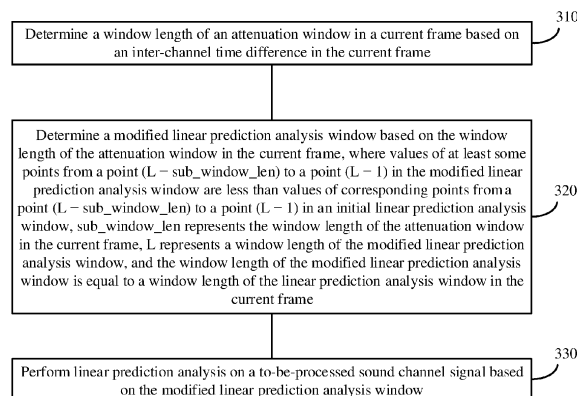 310
Determine a window length of an attenuation window in a current frame based on
an inter-channel time difference in the current frame
Determine a modified linear prediction analysis window based on the window
length of the attenuation window in the current frame, where values of at least some
points from a point (L − sub_window_len) to a point (L − 1) in the modified linear
prediction analysis window are less than values of corresponding points from a
point (L − sub_window_len) to a point (L − 1) in an initial linear prediction analysis
window, sub_window_len represents the window length of the attenuation window
in the current frame, L represents a window length of the modified linear prediction
analysis window, and the window length of the modified linear prediction analysis
window is equal to a window length of the linear prediction analysis window in the
current frame
320
330
Perform linear prediction analysis on a to-be-processed sound channel signal based
on the modified linear prediction analysis window